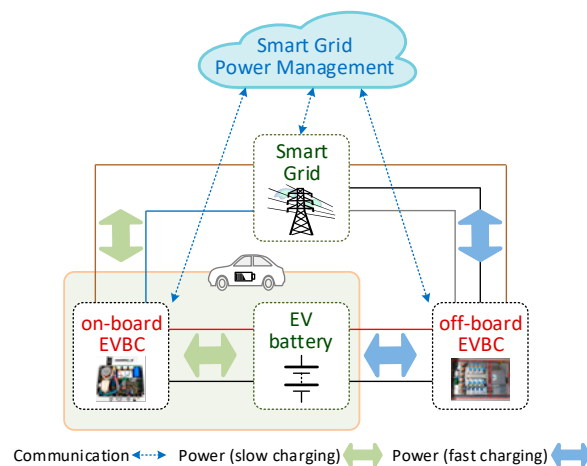 Smart Grid
Power Management
Smart
Grid
on-board
EVBC
EV
battery
off-board
EVBC
Communication Power (slow charging) Power (fast charging)